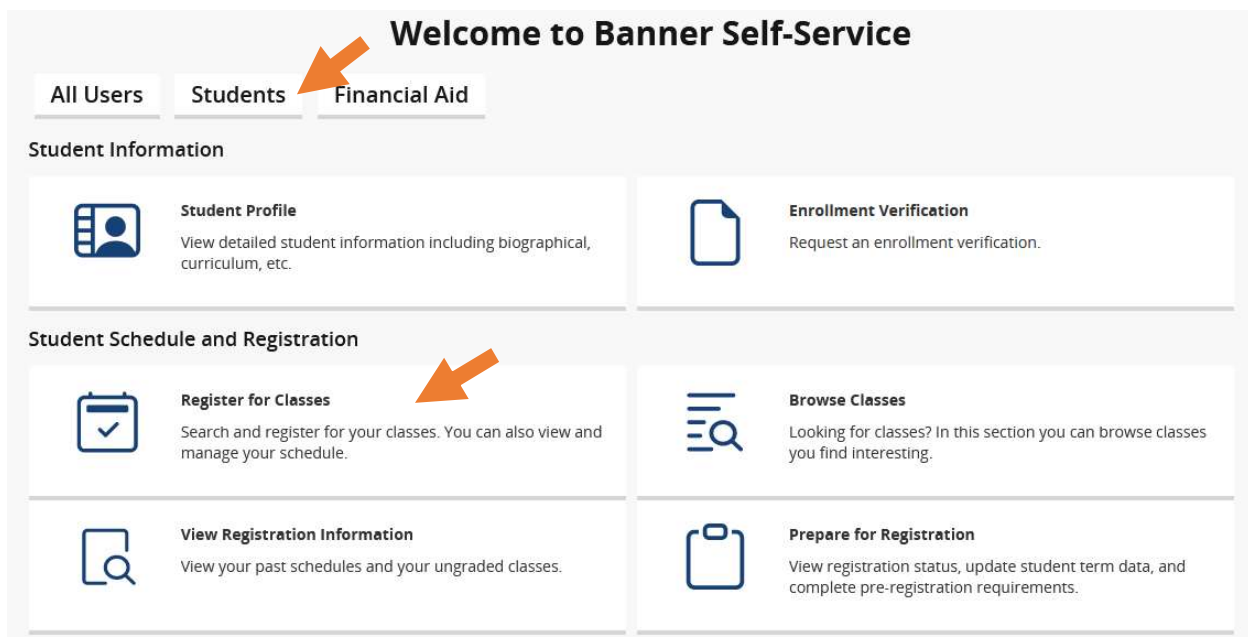 Welcome to Banner Self-Service
All Users
Students
Financial Aid
Student Information
Student Profile
View detailed student information including biographical,
curriculum, etc.
Enrollment Verification
Request an enrollment verification.
Student Schedule and Registration
Register for Classes
Search and register for your classes. You can also view and
manage your schedule.
Browse Classes
Looking for classes? In this section you can browse classes
you find interesting.
View Registration Information
View your past schedules and your ungraded classes.
Prepare for Registration
View registration status, update student term data, and
complete pre-registration requirements.